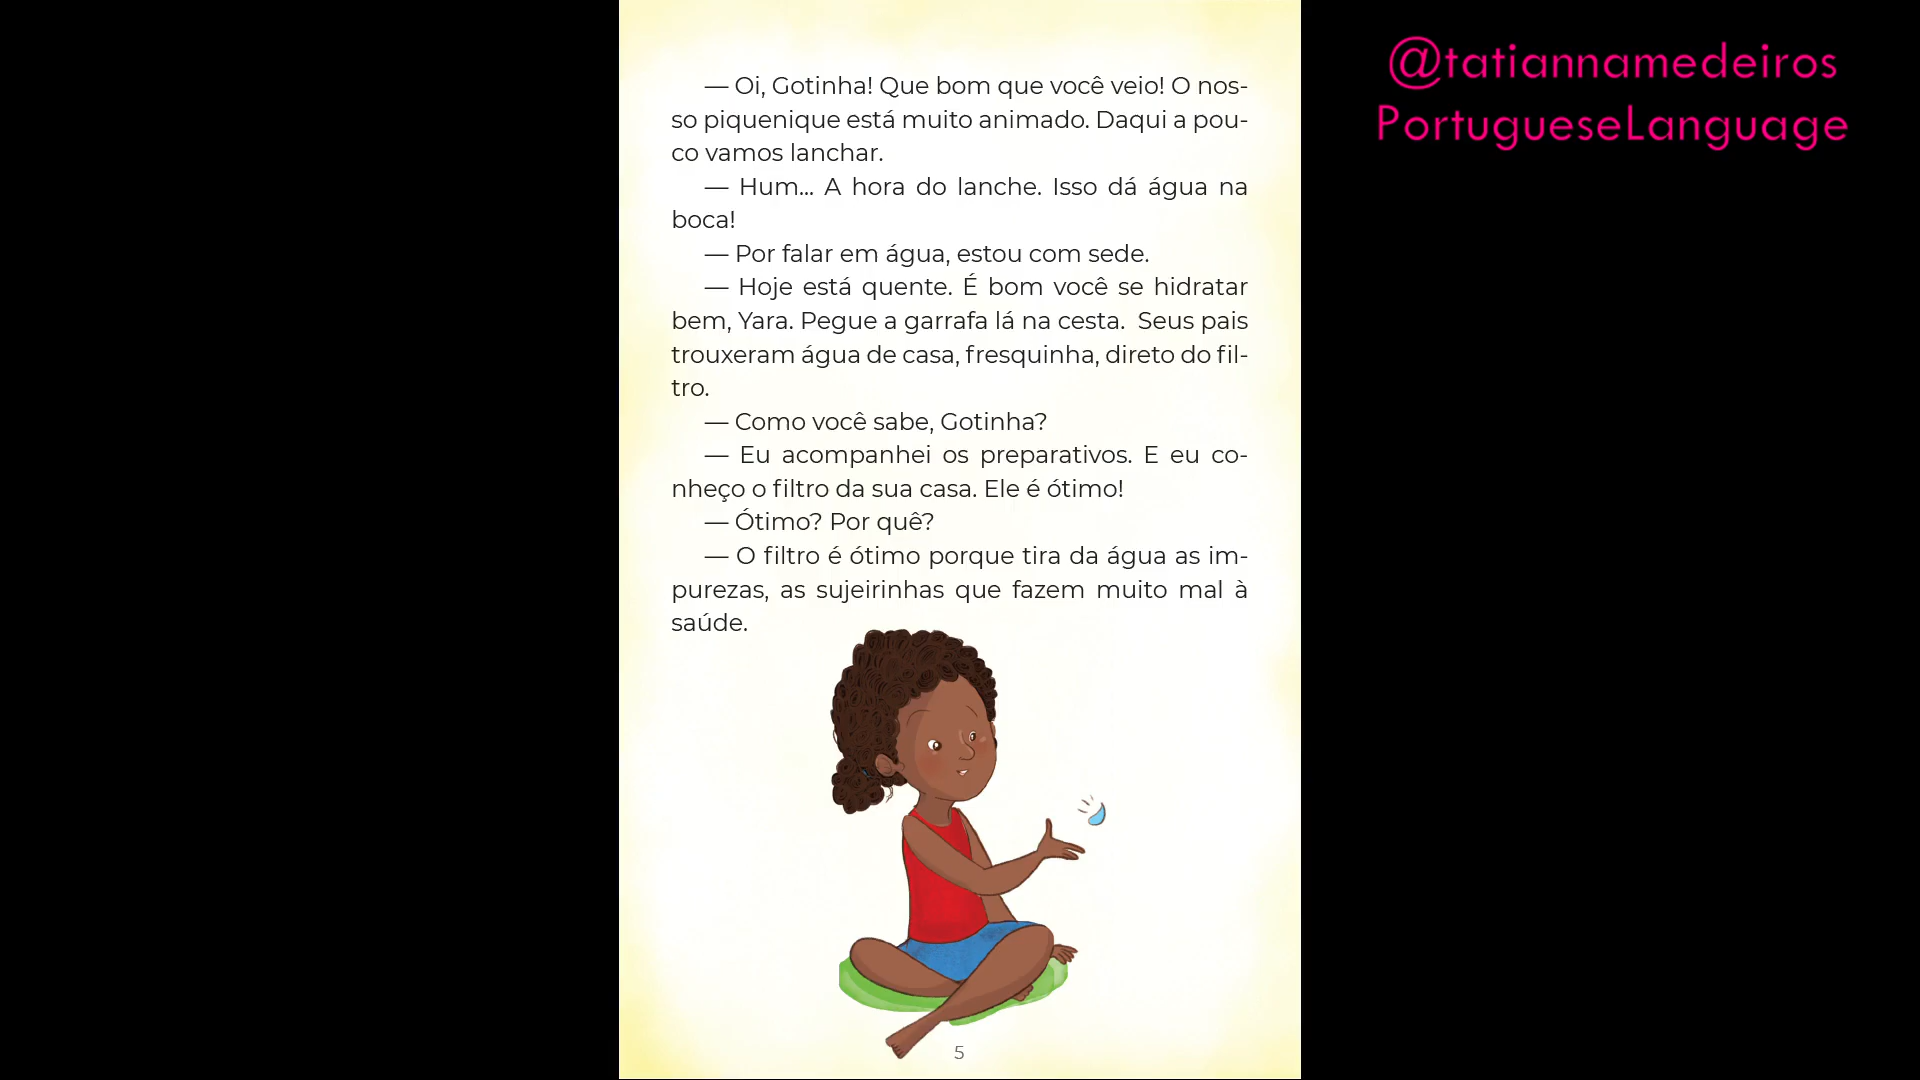 — Oi, Gotinha! Que bom que você veio! O nos-
so piquenique está muito animado. Daqui a pou-
co vamos lanchar.
— Hum... A hora do lanche. Isso dá água na
boca!
— Por falar em água, estou com sede.
— Hoje está quente. É bom você se hidratar
bem, Yara. Pegue a garrafa lá na cesta.  Seus pais
trouxeram água de casa, fresquinha, direto do fil-
tro.
— Como você sabe, Gotinha?
— Eu acompanhei os preparativos. E eu co-
nheço o filtro da sua casa. Ele é ótimo!
— Ótimo? Por quê?
— O filtro é ótimo porque tira da água as im-
purezas, as sujeirinhas que fazem muito mal à
saúde.
5
@tatiannamedeiros
PortugueseLanguage